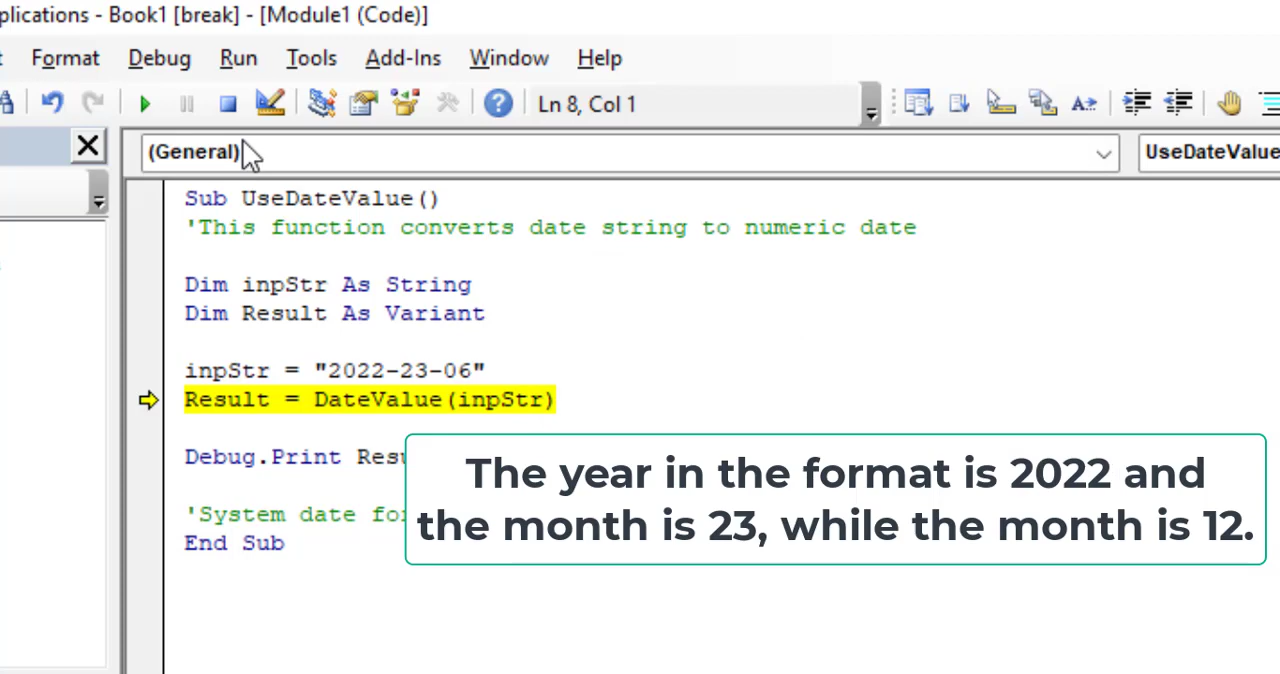 plications - Book1 [break] - [Module1 (Code)]
Format Debug Run Tools Add-Ins Window Help
Ln 8, Col 1
(General) UseDateValue
Sub UseDateValue()
'This function converts date string to numeric date
Dim inpStr As String
Dim Result As Variant
inpStr = "2022-23-06"
Result = DateValue(inpStr)
Debug.Print Resu
The year in the format is 2022 and
'System date for
the month is 23, while the month is 12.
End Sub